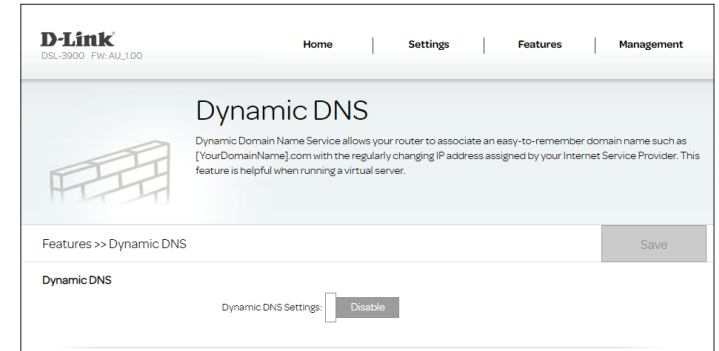 D-Link
DSL-3900 FW: AU_1.00
Home Settings Features Management
Dynamic DNS
Dynamic Domain Name Service allows your router to associate an easy-to-remember domain name such as
[YourDomainName].com with the regularly changing IP address assigned by your Internet Service Provider. This
feature is helpful when running a virtual server.
Features >> Dynamic DNS
Save
Dynamic DNS
Dynamic DNS Settings: Disable